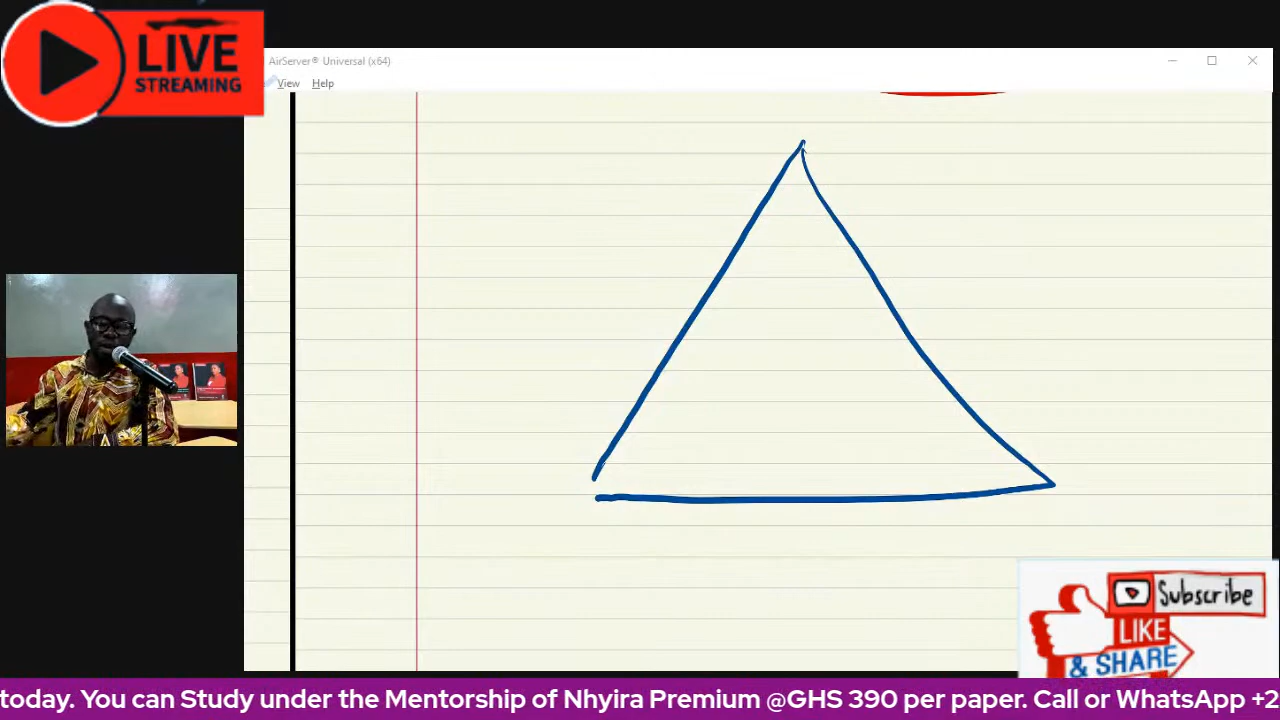 LIVE
STREAMING
AirServer® Universal (x64)
View Help
Subscribe
LIKE
& SHARE
today. You can Study under the Mentorship of Nhyira Premium @GHS 390 per paper. Call or WhatsApp +2